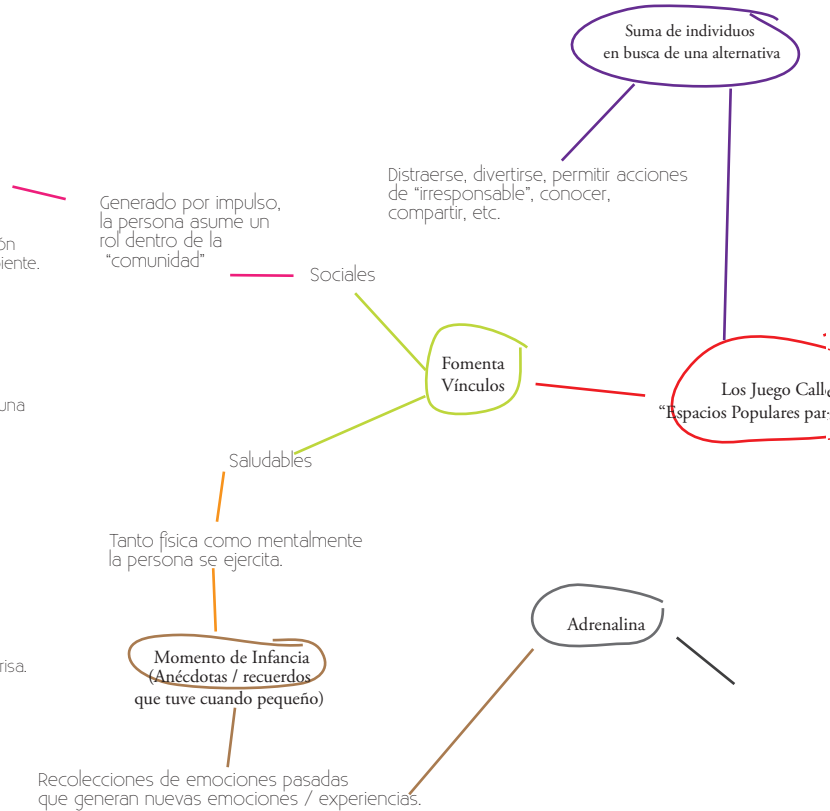 Suma de individuos
en busca de una alternativa
Distraerse, divertirse, permitir acciones
de “irresponsable”, conocer,
compartir, etc.
Generado por impulso,
la persona asume un
rol dentro de la
“comunidad”
Sociales
Fomenta
Vínculos
Los Juego
“Espacios Populares
una
Saludables
Tanto física como mentalmente
la persona se ejercita.
Adrenalina
Momento de Infancia
(Anécdotas / recuerdos
que tuve cuando pequeño)
Recolecciones de emociones pasadas
que generan nuevas emociones / experiencias.